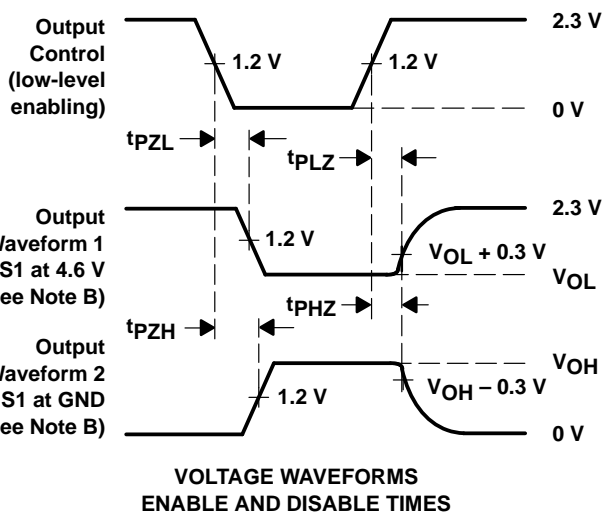 Output
Control
(low-level
enabling)
2.3 V
1.2 V
1.2 V
0 V
tPZL
tPLZ
Output
Waveform 1
S1 at 4.6 V
ee Note B)
2.3 V
1.2 V
VOL + 0.3 V
VOL
tPHZ
tPZH
Output
Waveform 2
S1 at GND
ee Note B)
VOH
1.2 V
VOH – 0.3 V
0 V
VOLTAGE WAVEFORMS
ENABLE AND DISABLE TIMES